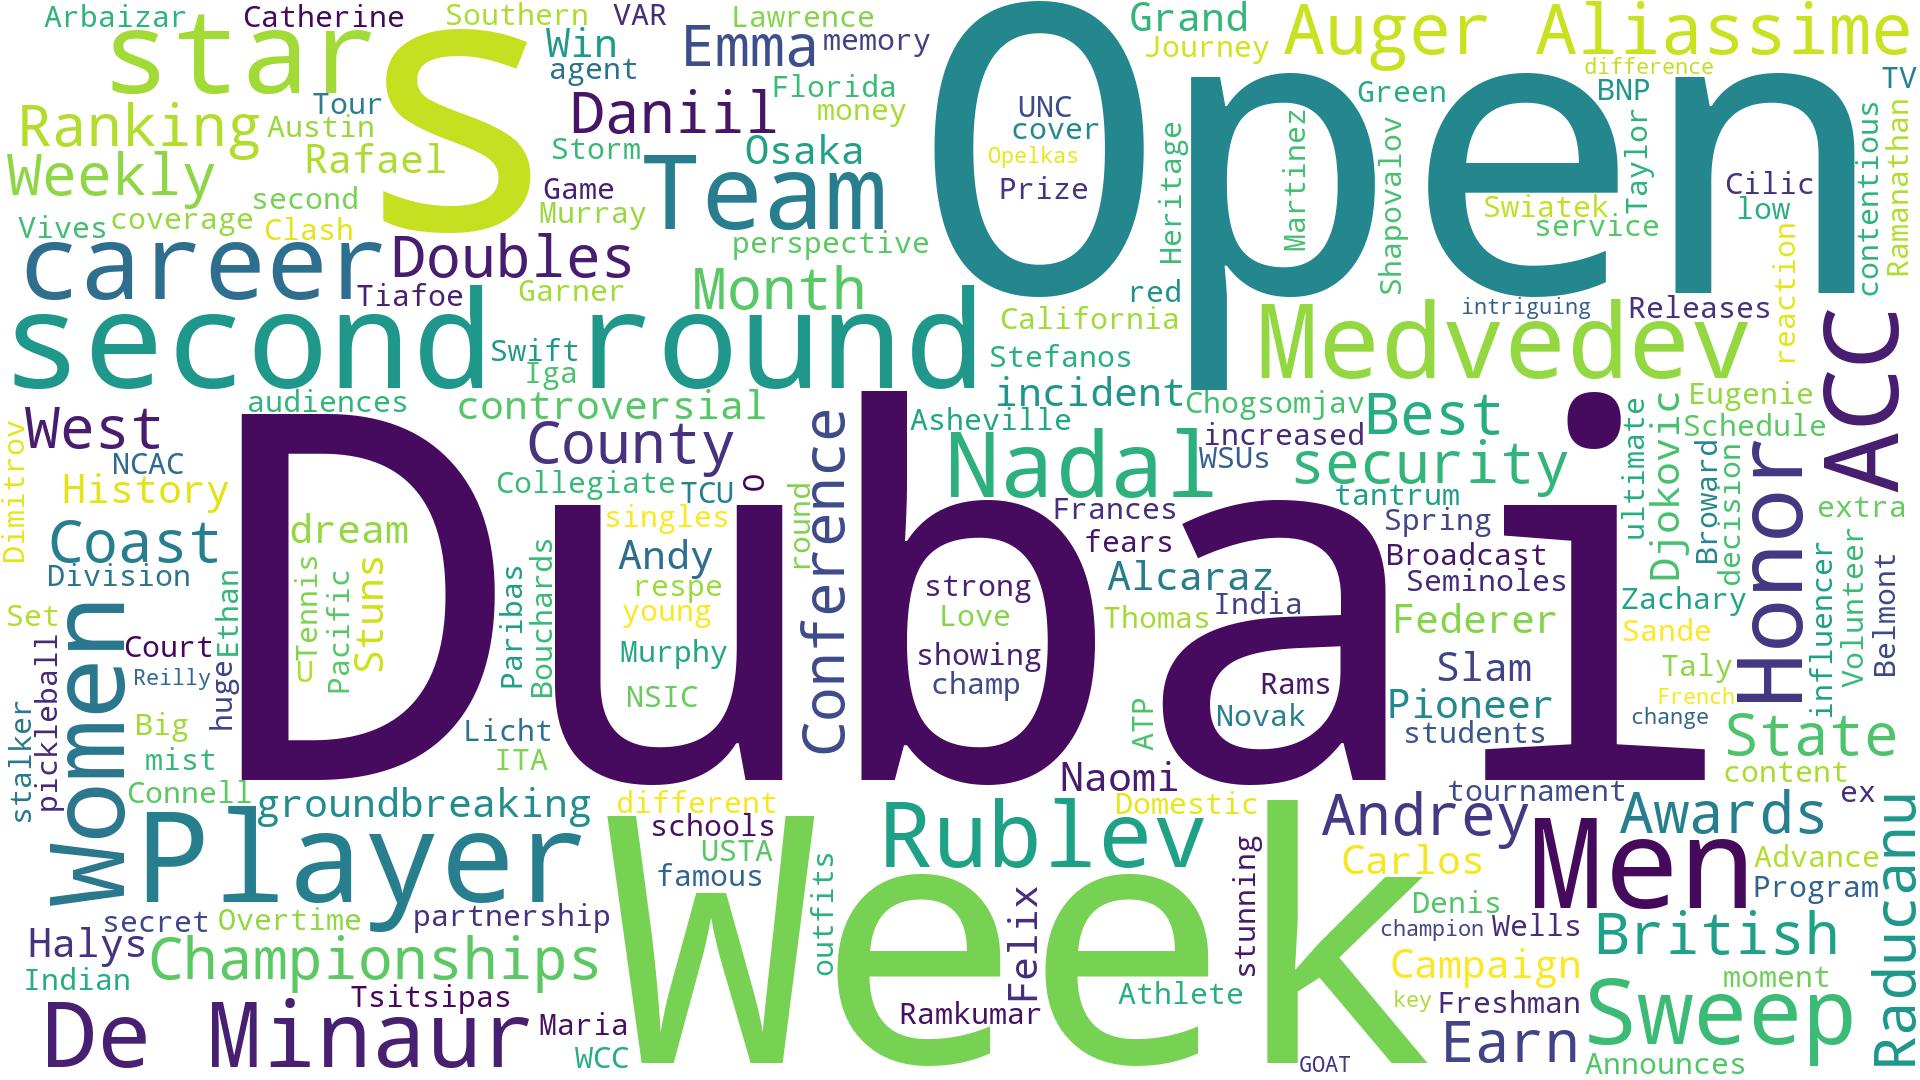 Arbaizar
Catherine
Southern
VAR
Lawrence
Grand
Auger Aliassime
star
S
Open
Win
Emma
memory
Journey
agent
difference
TV
Ranking
Tour
Austin
Daniil
Florida
money
UNC
cover
Green
BNP
Rafael
Storm
Osaka
Opelkas
Prize
Heritage
Martinez
Shapovalov
Taylor
Cilic
low
contentious
Ramanathan
Weekly
second
Game
Murray
Team
Swiatek
service
Vives
coverage
Clash
career
Doubles
perspective
Tiafoe
Garner
Month
red
California
intriguing
Releases
reaction
ACC
second round
Medvedev
Swift
Iga
Stefanos
incident
audiences
controversial
Asheville
Chogsomjav
Best
Eugenie
Schedule
West
County
Conference
Nadal
increased
WSUs
security
ultimate
Djokovic
Broward
decision
Honor
Dimitrov
NCAC
History
Collegiate
TCU
o
tantrum
extra
Dubai
Coast
dream
singles
round
Frances
fears
Spring
Broadcast
Division
uTennis
Pacific
Stuns
Paribas
Bouchards
Andy
respe
young
strong
Love
Alcaraz
India
Seminoles
Zachary
influencer
Volunteer
Belmont
Set
Women
Ethan
Thomas
Federer
Sande
Court
Reilly
Murphy
showing
champ
Slam
Taly
pickleball
huge
NSIC
Rams
Novak
Pioneer
French
change
stalker
Big
mist
Licht
ITA
ATP
students
State
content
Connell
groundbreaking
different
Naomi
Domestic
tournament
ex
Player
Week
schools
USTA
famous
Rublev
Andrey
Men
Awards
Raducanu
outfits
stunning
Carlos
Advance
Program
secret
Overtime
partnership
Felix
Denis
champion
Wells
British
Halys
Indian
Championships
Campaign
moment
Tsitsipas
Athlete
key
Freshman
Sweep
De Minaur
Maria
WCC
Ramkumar
GOAT
Earn
Announces